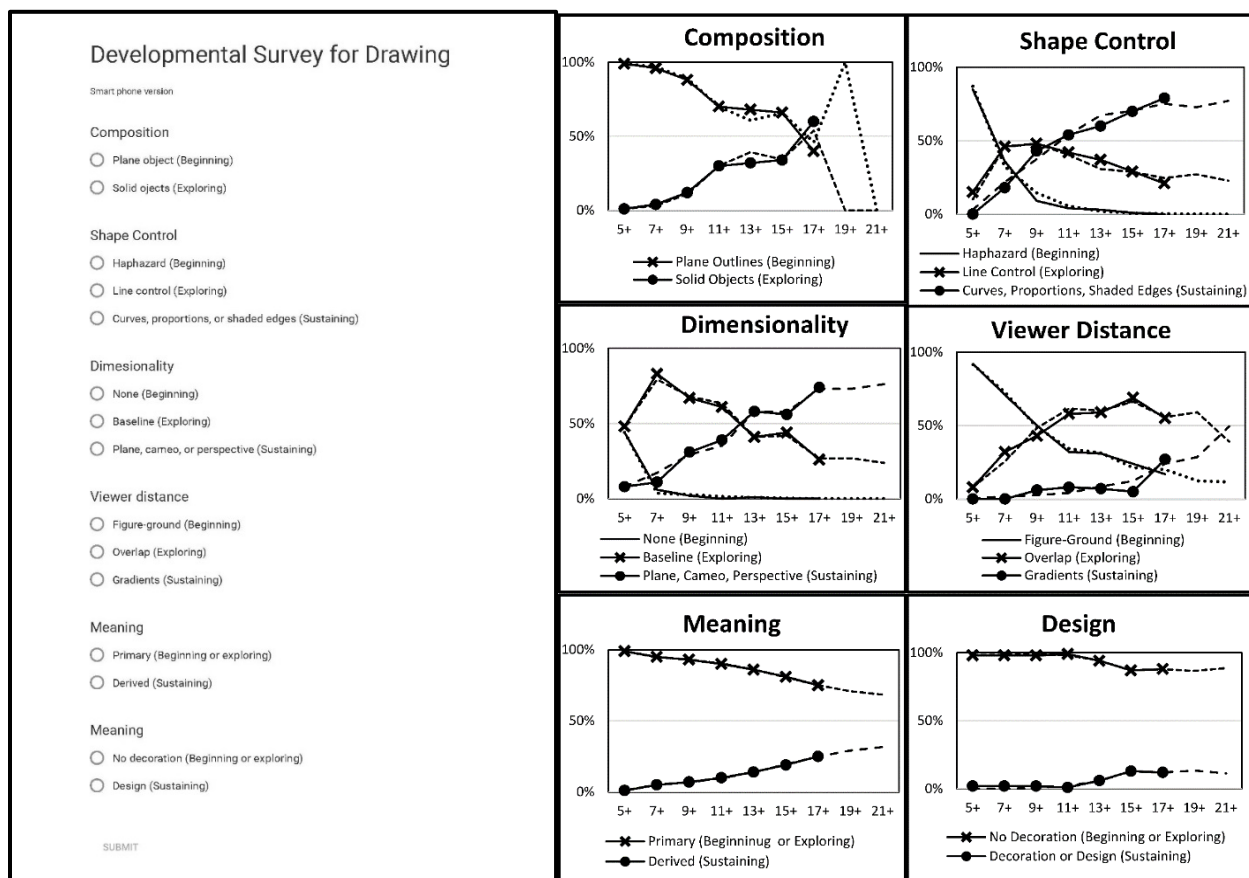 Developmental Survey for Drawing
Smart phone version
Composition
Plane object (Beginning)
Solid ojects (Exploring)
Shape Control
Haphazard (Beginning)
Line control (Exploring)
Curves, proportions, or shaded edges (Sustaining)
Dimesionality
None (Beginning)
Baseline (Exploring)
Plane, cameo, or perspective (Sustaining)
Viewer distance
Figure-ground (Beginning)
Overlap (Exploring)
Gradients (Sustaining)
Meaning
Primary (Beginning or exploring)
Derived (Sustaining)
Meaning
No decoration (Beginning or exploring)
Design (Sustaining)
SUBMIT
Composition
100%
50%
0%
5+ 7+ 9+ 11+ 13+ 15+ 17+ 19+ 21+
Plane Outlines (Beginning)
Solid Objects (Exploring)
Shape Control
100%
50%
0%
5+ 7+ 9+ 11+ 13+ 15+ 17+ 19+ 21+
Haphazard (Beginning)
Line Control (Exploring)
Curves, Proportions, Shaded Edges (Sustaining)
Dimensionality
100%
50%
0%
5+ 7+ 9+ 11+ 13+ 15+ 17+ 19+ 21+
None (Beginning)
Baseline (Exploring)
Plane, Cameo, Perspective (Sustaining)
Viewer Distance
100%
50%
0%
5+ 7+ 9+ 11+ 13+ 15+ 17+ 19+ 21+
Figure-Ground (Beginning)
Overlap (Exploring)
Gradients (Sustaining)
Meaning
100%
50%
0%
5+ 7+ 9+ 11+ 13+ 15+ 17+ 19+ 21+
Primary (Beginninug or Exploring)
Derived (Sustaining)
Design
100%
50%
0%
5+ 7+ 9+ 11+ 13+ 15+ 17+ 19+ 21+
No Decoration (Beginning or Exploring)
Decoration or Design (Sustaining)